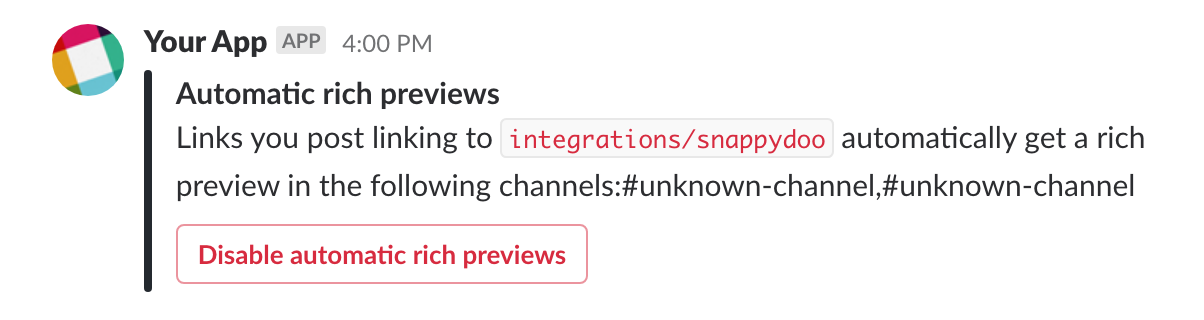 Your App APP 4:00 PM
Automatic rich previews
Links you post linking to integrations/snappydoo automatically get a rich
preview in the following channels:#unknown-channel,#unknown-channel
Disable automatic rich previews